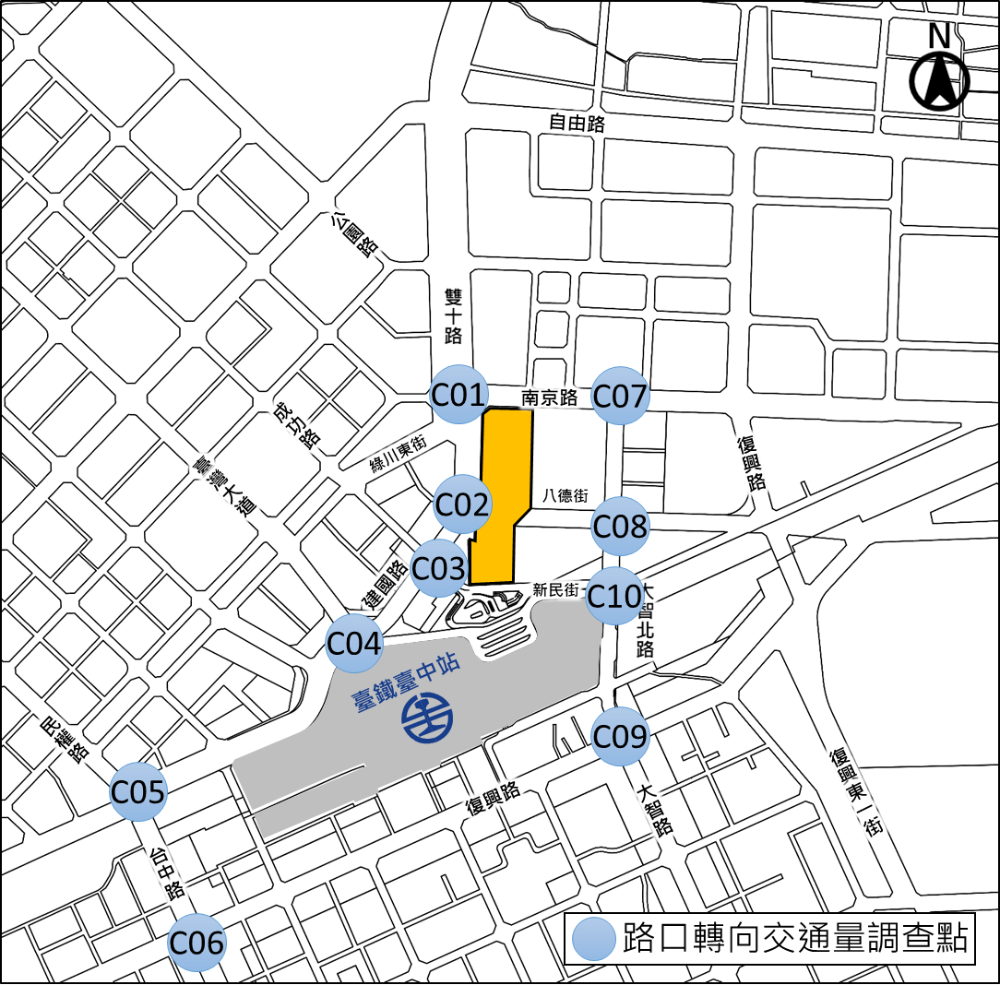 N
自由路
公園路
雙十路
C01
南京路
C07
成功路
綠川東街
復興路
臺灣大道
C02
八德街
C08
C03
建國路
新民街
C10
大智北路
C04
臺鐵臺中站
民權路
C09
復興東一街
C05
復興路
大智路
台中路
C06
路口轉向交通量調查點